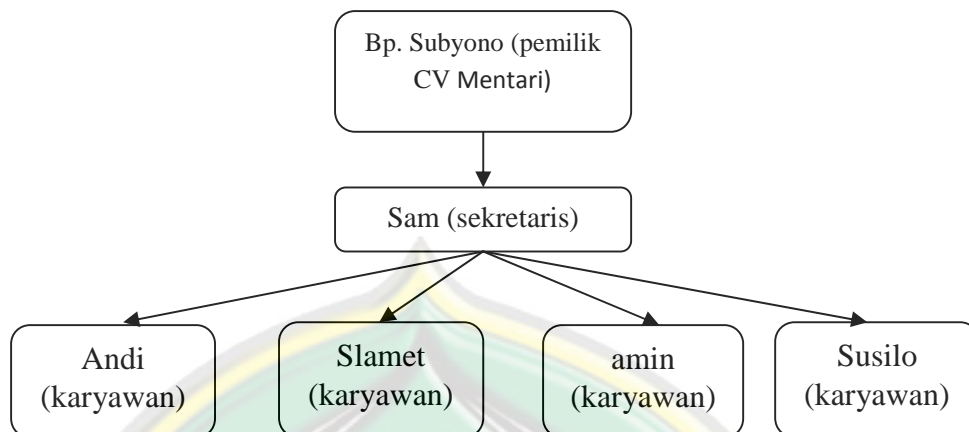 Bp. Subyono (pemilik
CV Mentari)
Sam (sekretaris)
Andi
(karyawan)
Slamet
(karyawan)
amin
(karyawan)
Susilo
(karyawan)